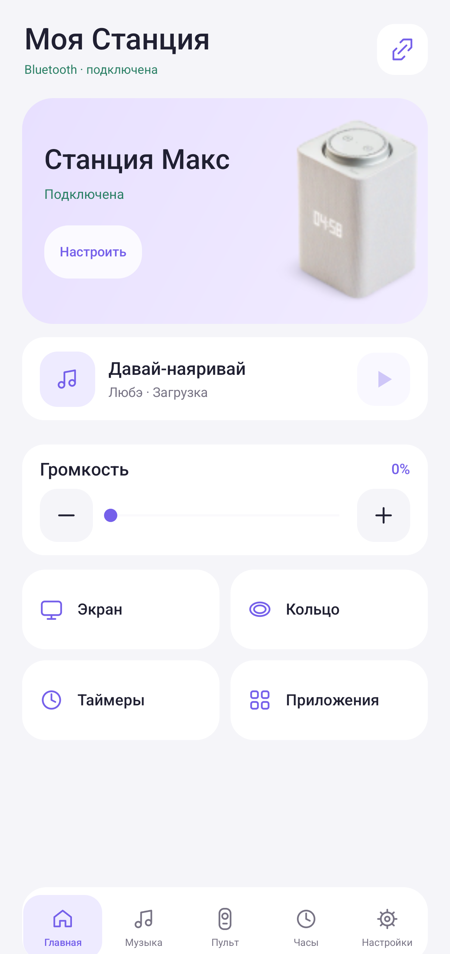 Моя Станция
Bluetooth · подключена
Станция Макс
Подключена
Настроить
04:58
Давай-наяривай
Любэ · Загрузка
Громкость
0%
Экран
Кольцо
Таймеры
Приложения
Главная
Музыка
Пульт
Часы
Настройки